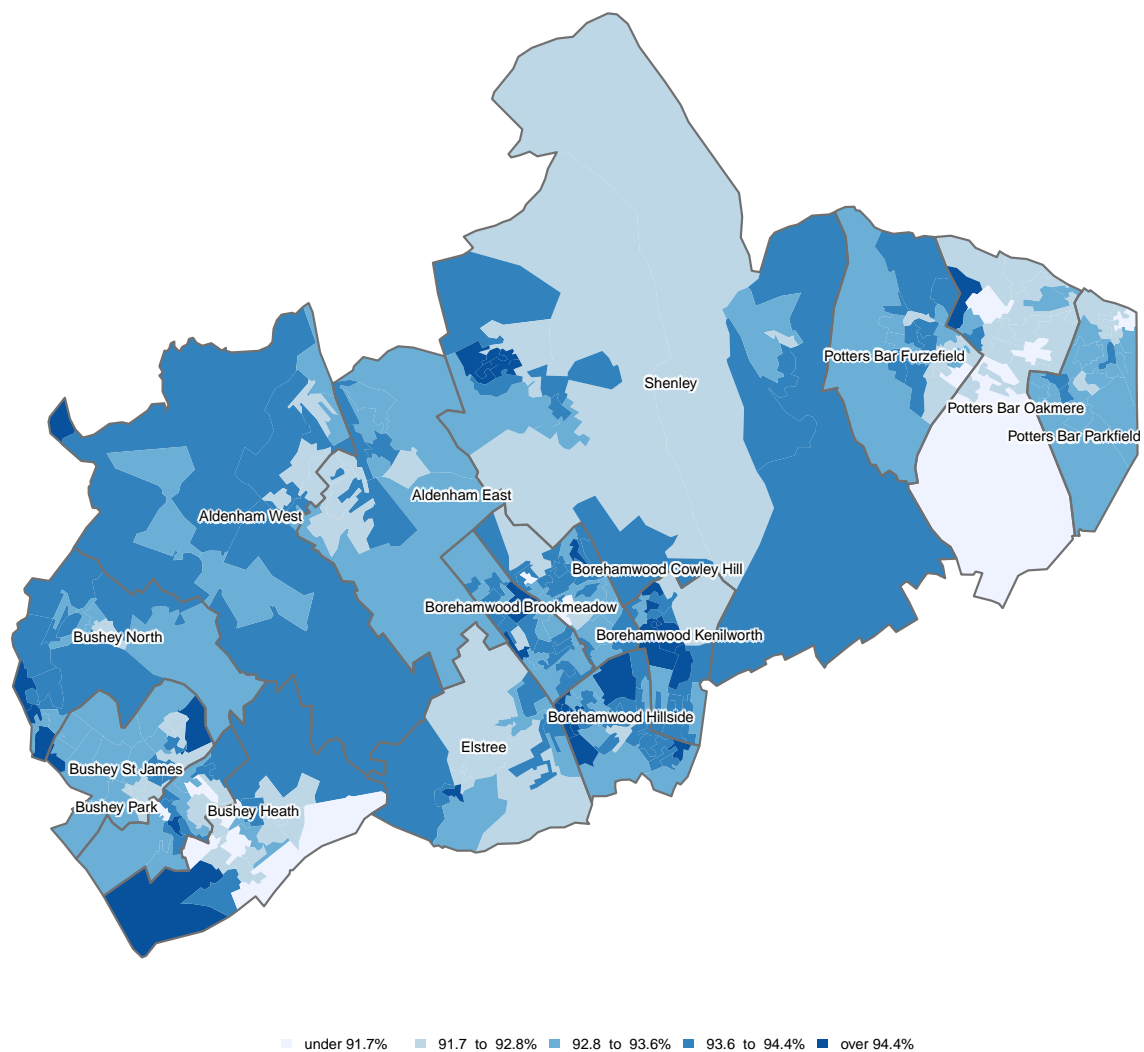 Potters Bar Furzefield
Shenley
Potters Bar Oakmere
Potters Bar Parkfield
Aldenham East
Aldenham West
Borehamwood Cowley Hill
Borehamwood Brookmeadow
Borehamwood Kenilworth
Bushey North
Borehamwood Hillside
Elstree
Bushey St James
Bushey Park
Bushey Heath
under 91.7% 91.7 to 92.8% 92.8 to 93.6% 93.6 to 94.4% over 94.4%